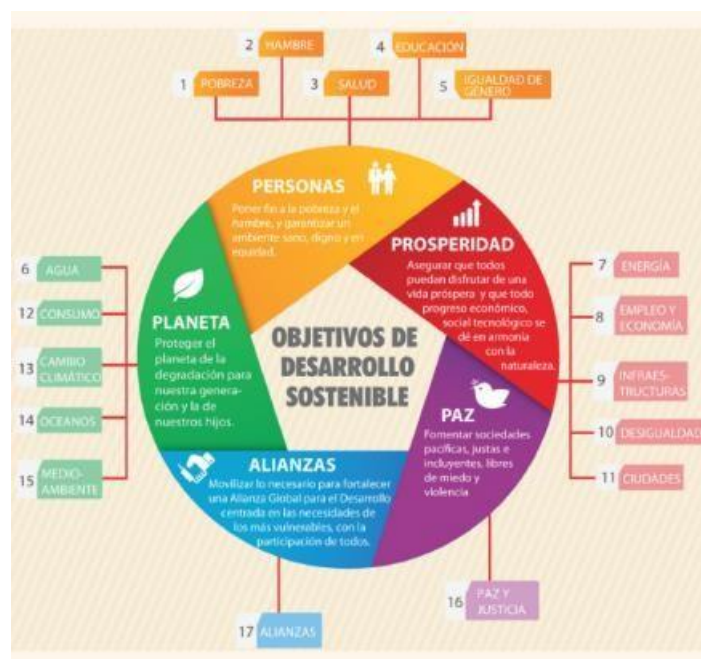 2 HAMBRE
4 EDUCACIÓN
1 POBREZA
3 SALUD
5 IGUALDAD DE
GÉNERO
PERSONAS
Poner fin a la pobreza y el
hambre, y garantizar un
ambiente sano, digno y en
equidad.
PROSPERIDAD
Asegurar que todos
puedan disfrutar de una
vida próspera y que todo
progreso económico,
social tecnológico se
dé en armonía
con la
naturaleza.
6 AGUA
12 CONSUMO
13 CAMBIO
CLIMÁTICO
14 OCEANOS
15 MEDIO-
AMBIENTE
PLANETA
Proteger el
planeta de la
degradación para
nuestra genera-
ción y la de
nuestros hijos.
OBJETIVOS DE
DESARROLLO
SOSTENIBLE
7 ENERGÍA
8 EMPLEO Y
ECONOMÍA
9 INFRAES-
TRUCTURAS
10 DESIGUALDAD
11 CIUDADES
PAZ
Fomentar sociedades
pacíficas, justas e
incluyentes, libres
de miedo y
violencia
ALIANZAS
Movilizar lo necesario para fortalecer
una Alianza Global para el Desarrollo
centrada en las necesidades de
los más vulnerables, con la
participación de todos.
16 PAZ Y
JUSTICIA
17 ALIANZAS